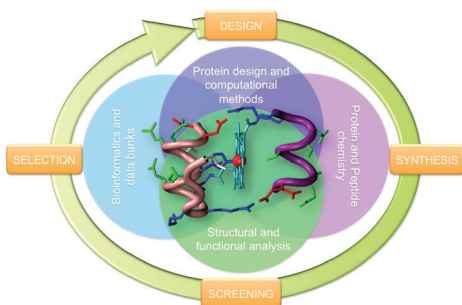 DESIGN
Protein design and
computational
methods
Bioinformatics and
data banks
Protein and Peptide
chemistry
SELECTION
SYNTHESIS
Structural and
functional analysis
SCREENING